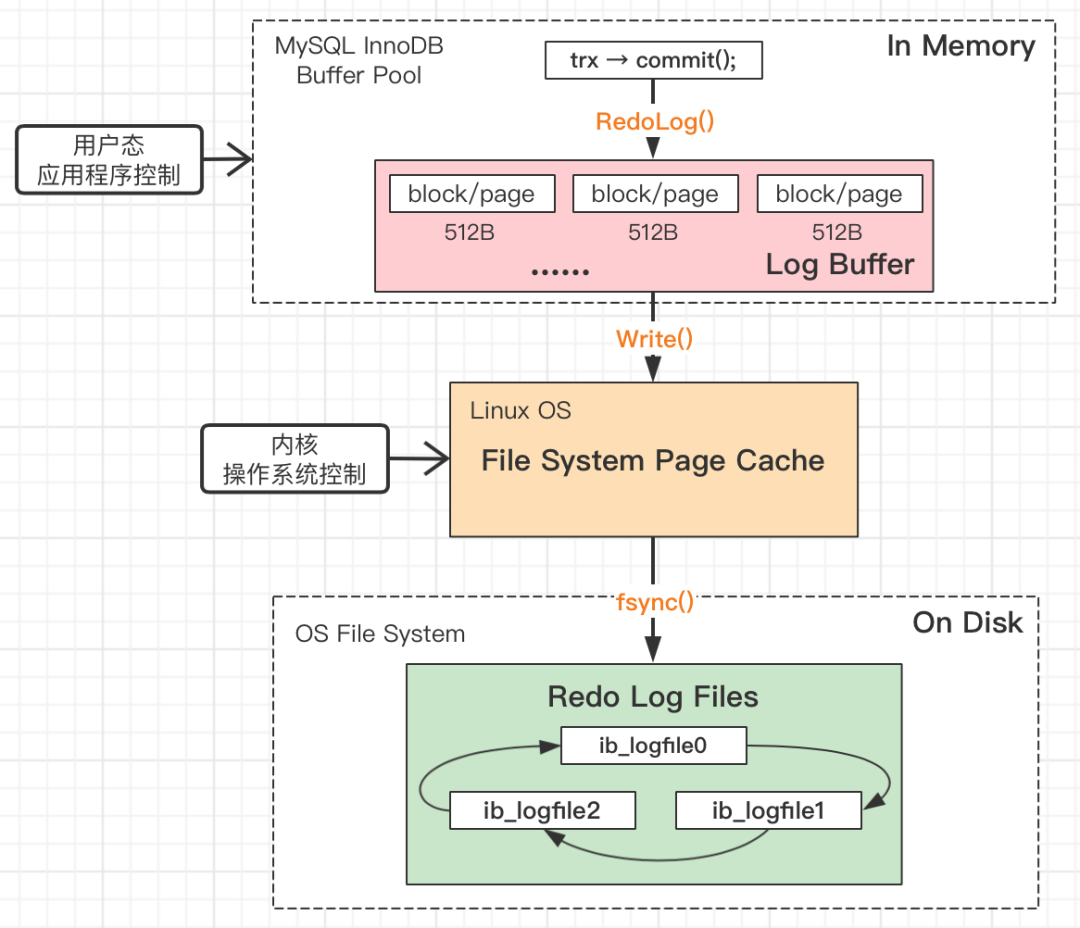 MySQL InnoDB
Buffer Pool
In Memory
trx → commit();
RedoLog()
用户态
应用程序控制
block/page
block/page
block/page
512B
512B
512B
......
Log Buffer
Write()
Linux OS
File System Page Cache
内核
操作系统控制
fsync()
On Disk
OS File System
Redo Log Files
ib_logfile0
ib_logfile2
ib_logfile1